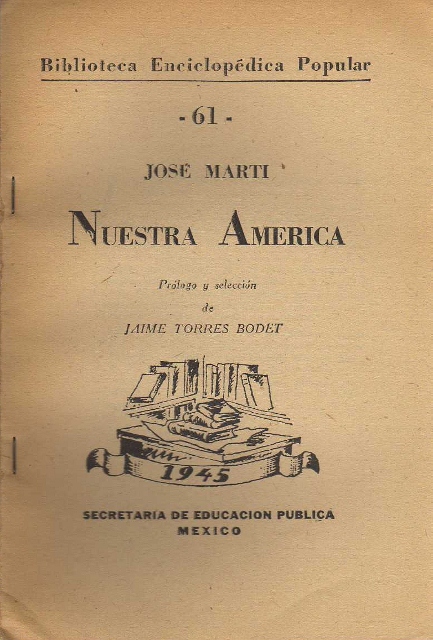 Biblioteca Enciclopédica Popular
- 61 -
JOSE MARTI
NUESTRA AMERICA
Prólogo y selección
de
JAIME TORRES BODET
1945
SECRETARIA DE EDUCACION PUBLICA
MEXICO